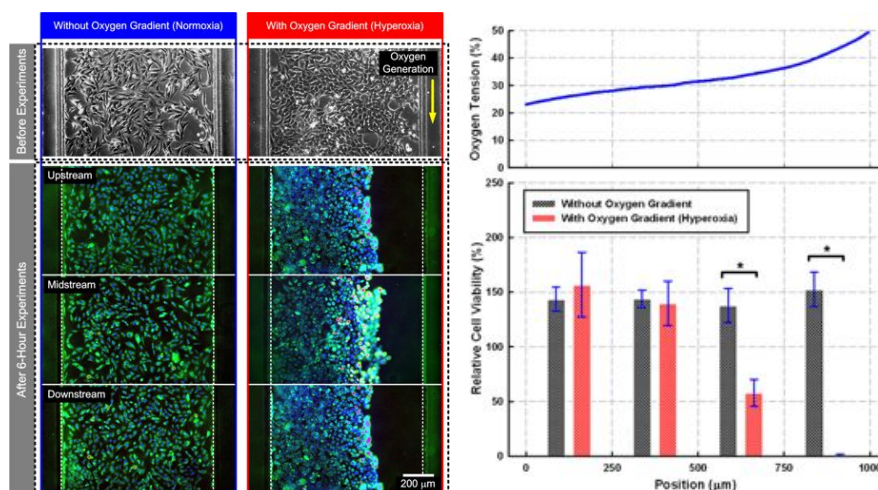 Without Oxygen Gradient (Normoxia)
With Oxygen Gradient (Hyperoxia)
Before Experiments
Oxygen
Generation
After 6-Hour Experiments
Upstream
Midstream
Downstream
200 μm
Oxygen Tension (%)
50
40
30
20
10
0
Relative Cell Viability (%)
250
200
150
100
50
0
Without Oxygen Gradient
With Oxygen Gradient (Hyperoxia)
*
*
0
250
500
750
1000
Position (μm)